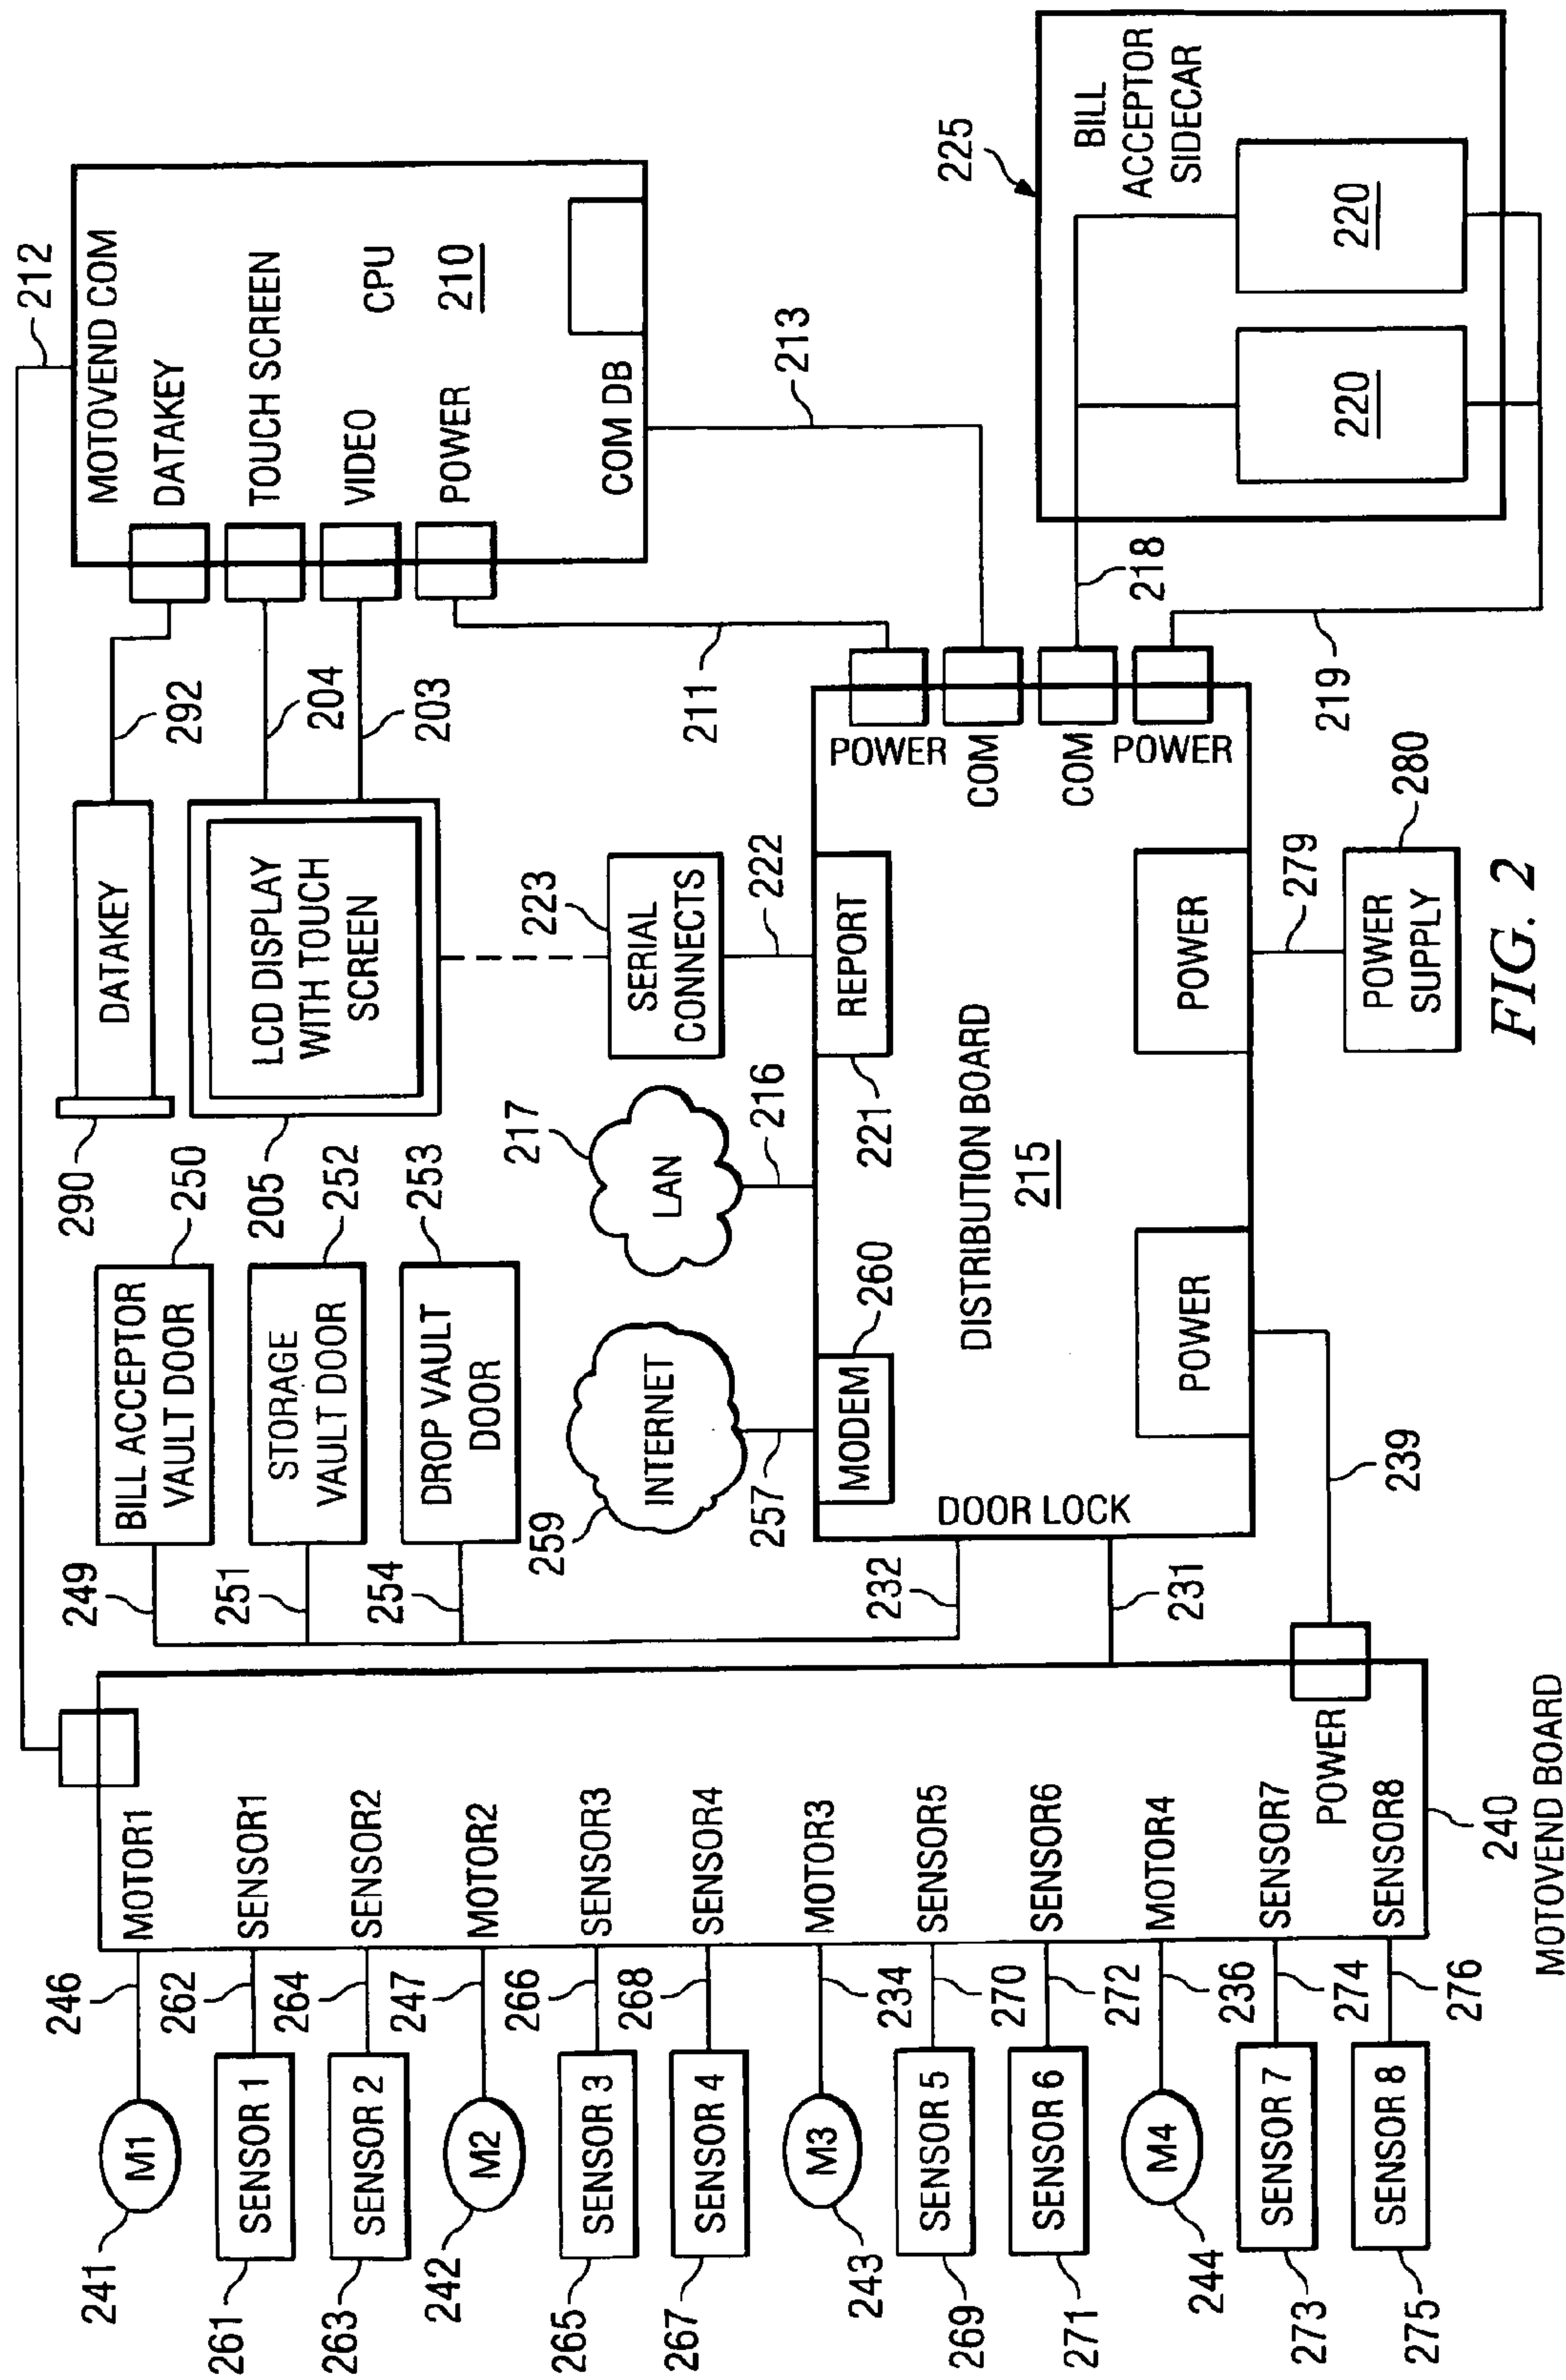 212
MOTOVEND COM
DATAKEY
TOUCH SCREEN
VIDEO
CPU
POWER
210
COM DB
213
225
BILL
ACCEPTOR
SIDECAR
220
220
218
219
211
292
204
203
DATAKEY
290
LCD DISPLAY
WITH TOUCH
SCREEN
205
223
SERIAL
CONNECTS
222
217
LAN
216
BILL ACCEPTOR
VAULT DOOR
250
STORAGE
VAULT DOOR
252
DROP VAULT
DOOR
253
249
251
254
INTERNET
259
257
MODEM
260
REPORT
221
POWER
COM
COM
POWER
DISTRIBUTION BOARD
215
DOOR LOCK
POWER
POWER
279
POWER
SUPPLY
280
232
231
239
MOTOR1
SENSOR1
SENSOR2
MOTOR2
SENSOR3
SENSOR4
MOTOR3
SENSOR5
SENSOR6
MOTOR4
SENSOR7
SENSOR8
POWER
240
MOTOVEND BOARD
246
262
264
247
266
268
234
270
272
236
274
276
M1
SENSOR 1
SENSOR 2
M2
SENSOR 3
SENSOR 4
M3
SENSOR 5
SENSOR 6
M4
SENSOR 7
SENSOR 8
241
261
263
242
265
267
243
269
271
244
273
275
FIG. 2